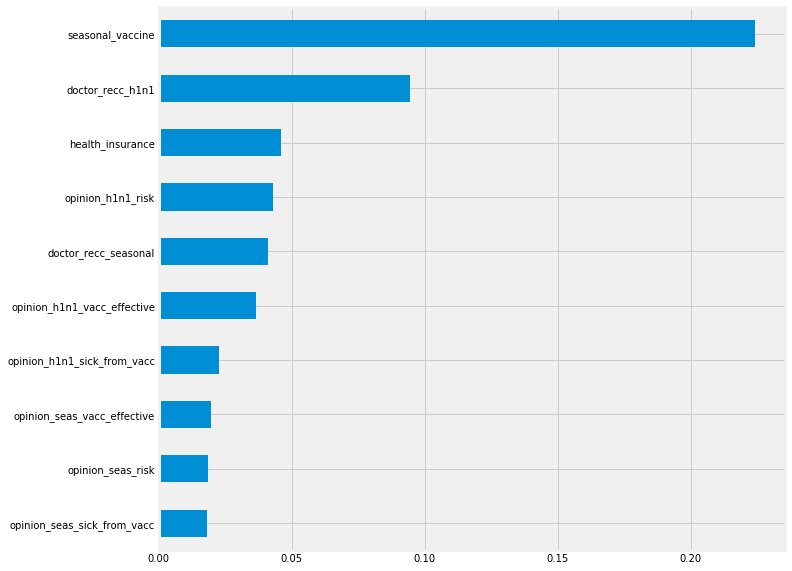 seasonal_vaccine
doctor_recc_h1n1
health_insurance
opinion_h1n1_risk
doctor_recc_seasonal
opinion_h1n1_vacc_effective
opinion_h1n1_sick_from_vacc
opinion_seas_vacc_effective
opinion_seas_risk
opinion_seas_sick_from_vacc
0.00 0.05 0.10 0.15 0.20